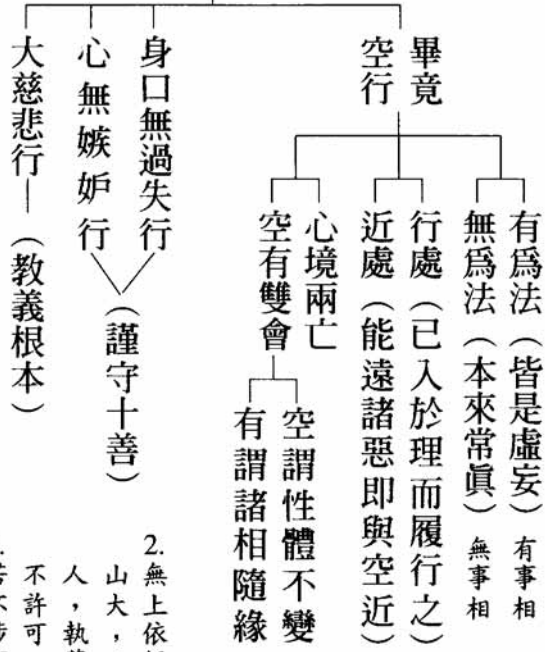 畢竟
空行
有爲法（皆是虛妄）有事相
無爲法（本來常眞）無事相
行處（已入於理而履行之）
近處（能遠諸惡即與空近）
心境兩亡
空有雙會
空謂性體不變
有謂諸相隨緣
身口無過失行
心無嫉妒行
（謹守十善）
大慈悲行—（教義根本）
2.無上依
山大，
人，執
不許可